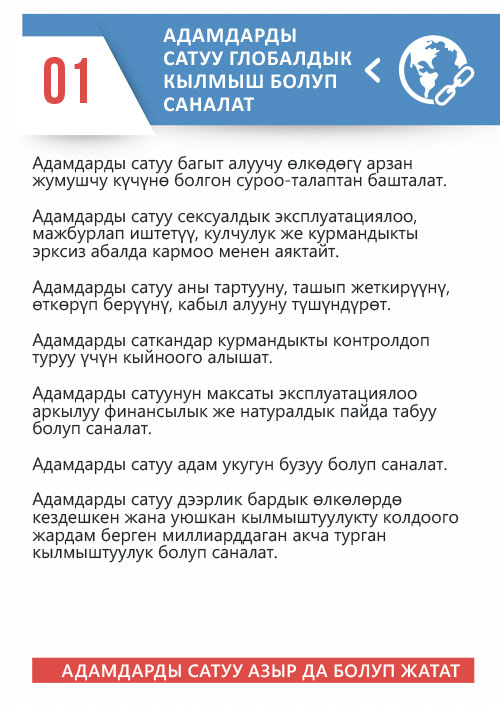 01
АДАМДАРДЫ
САТУУ ГЛОБАЛДЫК
КЫЛМЫШ БОЛУП
САНАЛАТ
Адамдарды сатуу багыт алуучу өлкөдөгү арзан
жумушчу күчүнө болгон суроо-талаптан башталат.
Адамдарды сатуу сексуалдык эксплуатациялоо,
мажбурлап иштетүү, кулчулук же курмандыкты
эрксиз абалда кармоо менен аяктайт.
Адамдарды сатуу аны тартууну, ташып жеткирүүнү,
өткөрүп берүүнү, кабыл алууну түшүндүрөт.
Адамдарды саткандар курмандыкты контролдоп
туруу үчүн кыйноого алышат.
Адамдарды сатуунун максаты эксплуатациялоо
аркылуу финансылык же натуралдык пайда табуу
болуп саналат.
Адамдарды сатуу адам укугун бузуу болуп саналат.
Адамдарды сатуу дээрлик бардык өлкөлөрдө
кездешкен жана уюшкан кылмыштуулукту колдоого
жардам берген миллиарддаган акча турган
кылмыштуулук болуп саналат.
АДАМДАРДЫ САТУУ АЗЫР ДА БОЛУП ЖАТАТ